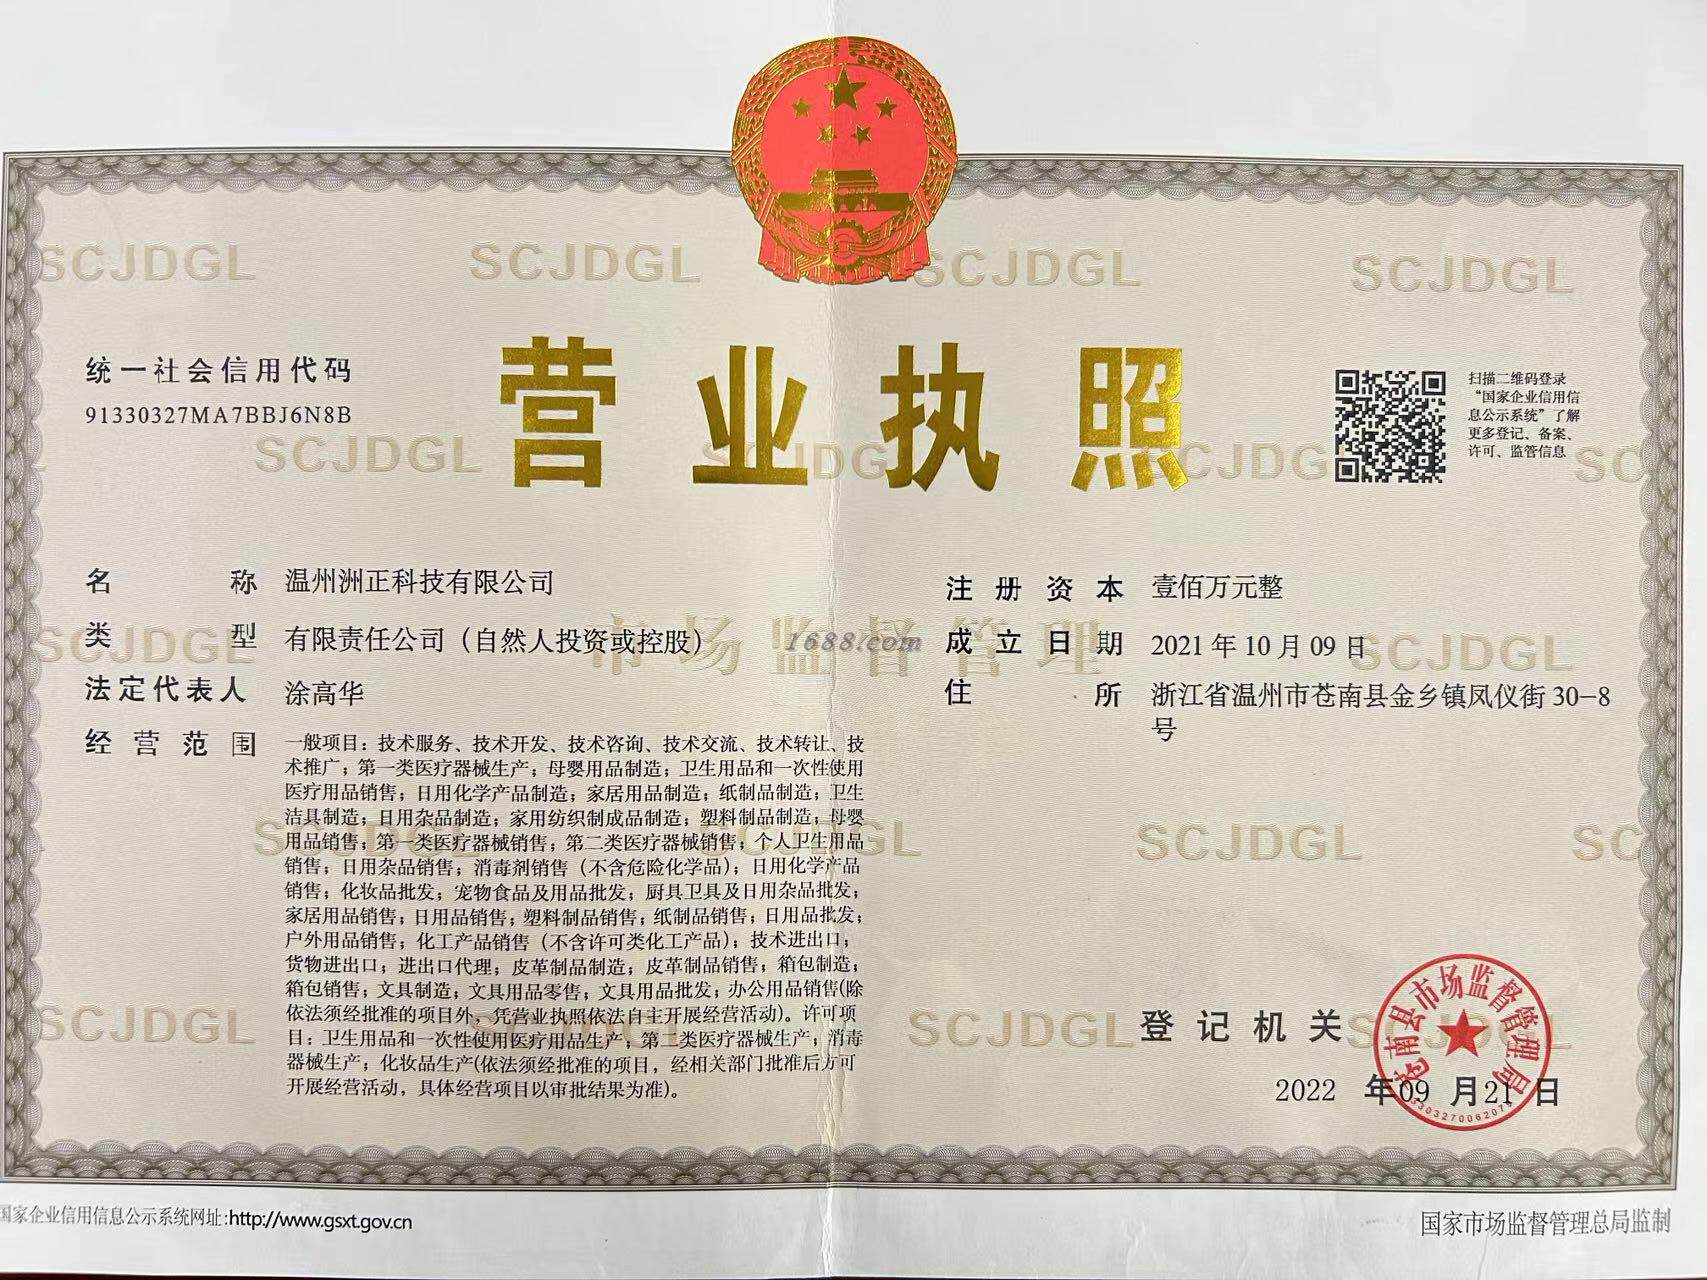 营业执照
统一社会信用代码
91330327MA7BBJ6N8B
扫描二维码登录
“国家企业信用信
息公示系统”了解
更多登记、备案、
许可、监管信息
名称 温州洲正科技有限公司
类型 有限责任公司（自然人投资或控股）
法定代表人 涂高华
经营范围 一般项目：技术服务、技术开发、技术咨询、技术交流、技术转让、技
术推广；第一类医疗器械生产；母婴用品制造；卫生用品和一次性使用
医疗用品销售；日用化学产品制造；家居用品制造；纸制品制造；卫生
洁具制造；日用杂品制造；家用纺织制成品制造；塑料制品制造；母婴
用品销售；第一类医疗器械销售；第二类医疗器械销售；个人卫生用品
销售；日用杂品销售；消毒剂销售（不含危险化学品）；日用化学产品
销售；化妆品批发；宠物食品及用品批发；厨具卫具及日用杂品批发；
家居用品销售；日用品销售；塑料制品销售；纸制品销售；日用品批发；
户外用品销售；化工产品销售（不含许可类化工产品）；技术进出口；
货物进出口；进出口代理；皮革制品制造；皮革制品销售；箱包制造；
箱包销售；文具制造；文具用品零售；文具用品批发；办公用品销售(除
依法须经批准的项目外，凭营业执照依法自主开展经营活动)。许可项
目：卫生用品和一次性使用医疗用品生产；第二类医疗器械生产；消毒
器械生产；化妆品生产(依法须经批准的项目，经相关部门批准后方可
开展经营活动，具体经营项目以审批结果为准)。
注册资本 壹佰万元整
成立日期 2021年10月09日
住所 浙江省温州市苍南县金乡镇凤仪街30-8
号
登记机关
2022 年09 月21 日
苍南县市场监督管理局
SCJDGL
市场监督管理
1688.com
国家企业信用信息公示系统网址:http://www.gsxt.gov.cn
国家市场监督管理总局监制